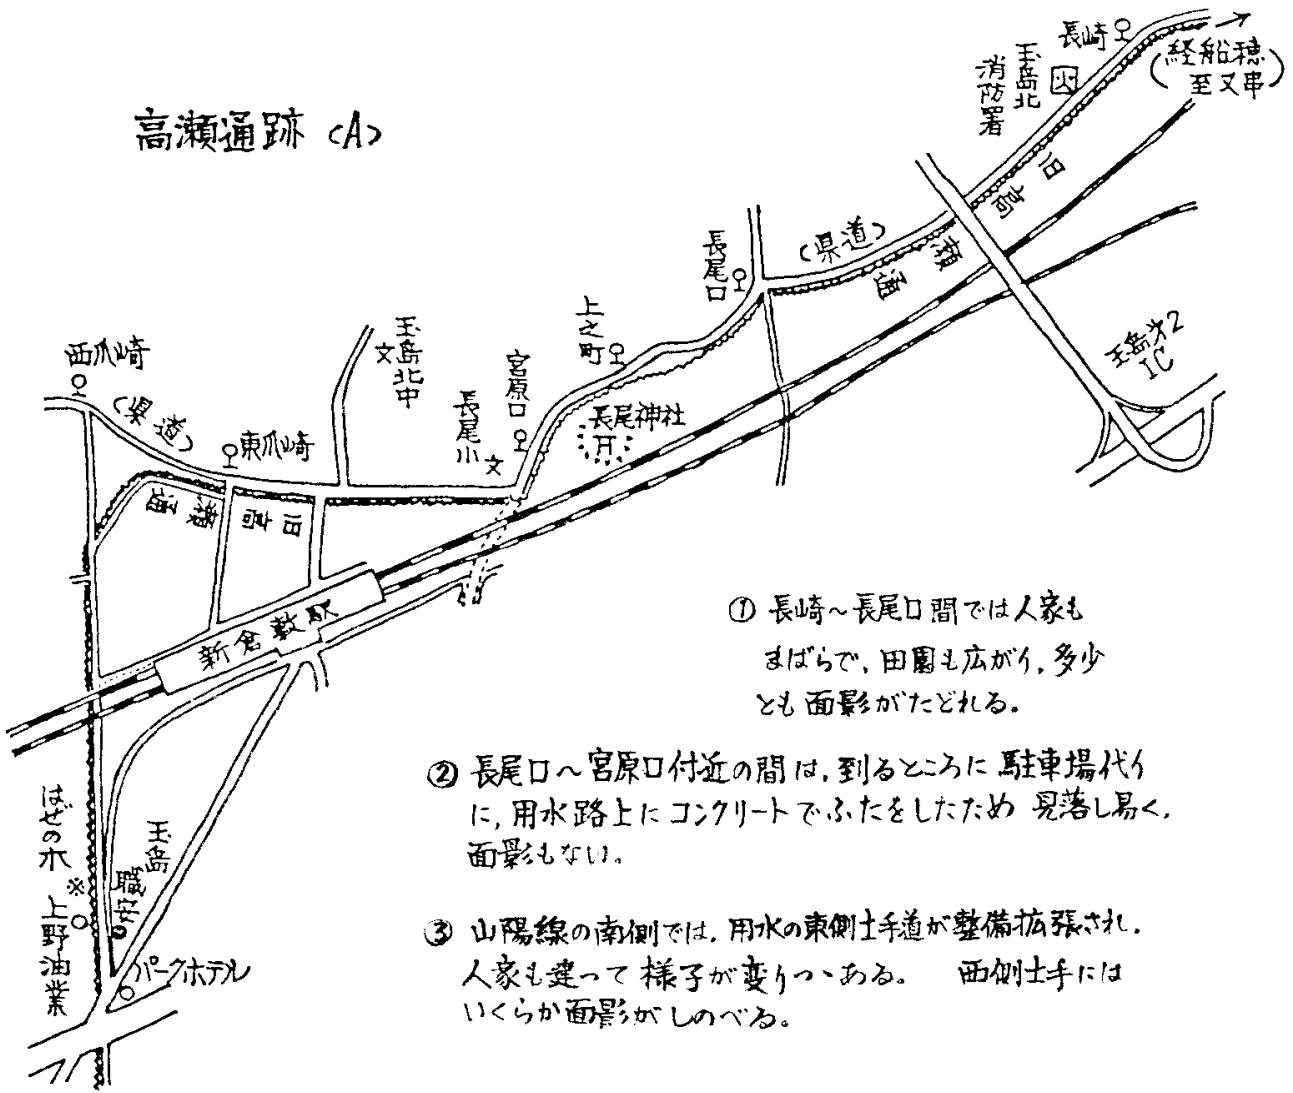 高瀬通跡〈A〉
長崎
(経船穂
至又串)
玉島北
消防署
火
旧高瀬通
(県道)
長尾口
玉島才2
IC
上之町
宮原口
玉島北中
文
長尾小
文
長尾神社
西爪崎
(県道)
東爪崎
旧高瀬通
新倉敷駅
① 長崎〜長尾口間では人家も
まばらで、田園も広がり、多少
とも面影がたどれる。
② 長尾口〜宮原口付近の間は、到るところに駐車場代り
に、用水路上にコンクリートでふたをしたため 見落し易く、
面影もない。
③ 山陽線の南側では、用水の東側土手道が整備拡張され、
人家も建って様子が変りつゝある。 西側土手には
いくらか面影がしのべる。
はぜの木
※
上野油業
玉島
職安
パークホテル